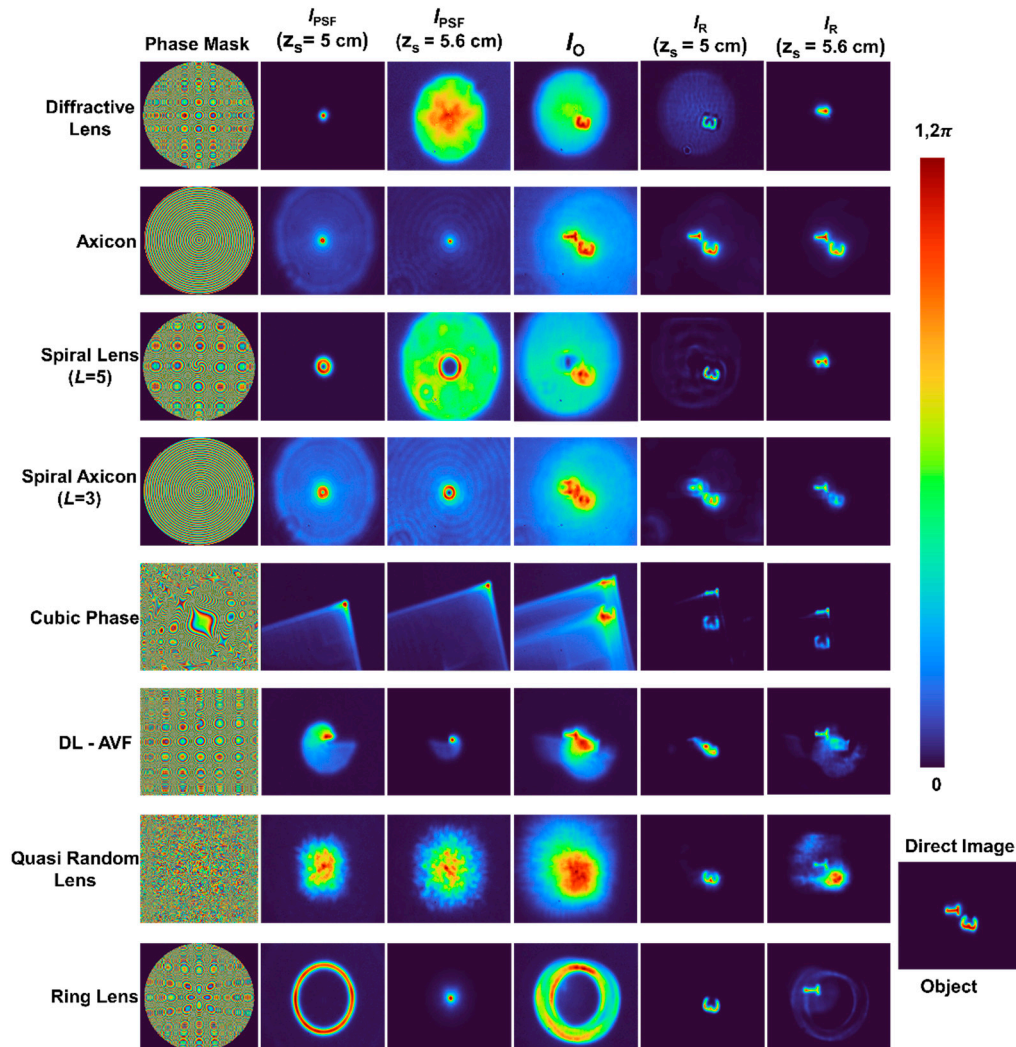 Phase Mask
I_PSF
(z_s= 5 cm)
I_PSF
(z_s= 5.6 cm)
I_O
I_R
(z_s = 5 cm)
I_R
(z_s = 5.6 cm)
Diffractive
Lens
Axicon
Spiral Lens
(L=5)
Spiral Axicon
(L=3)
Cubic Phase
DL - AVF
Quasi Random
Lens
Ring Lens
1,2π
0
Direct Image
Object